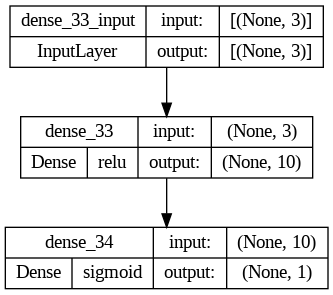 dense_33_input input: [(None, 3)]
InputLayer output: [(None, 3)]
dense_33 input: (None, 3)
Dense relu output: (None, 10)
dense_34 input: (None, 10)
Dense sigmoid output: (None, 1)